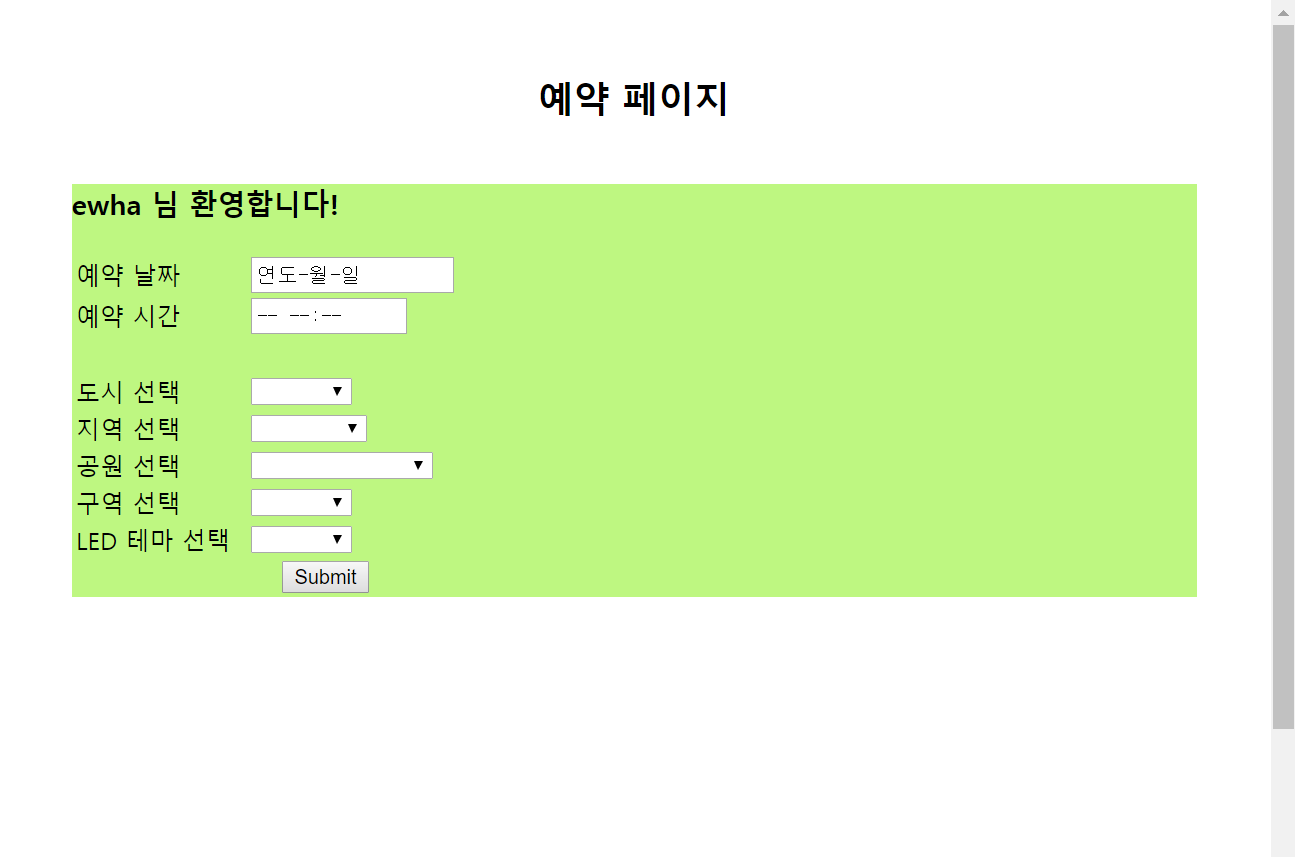 예약 페이지
ewha 님 환영합니다!
예약 날짜 연도-월-일
예약 시간 -- --:--
도시 선택
지역 선택
공원 선택
구역 선택
LED 테마 선택
Submit